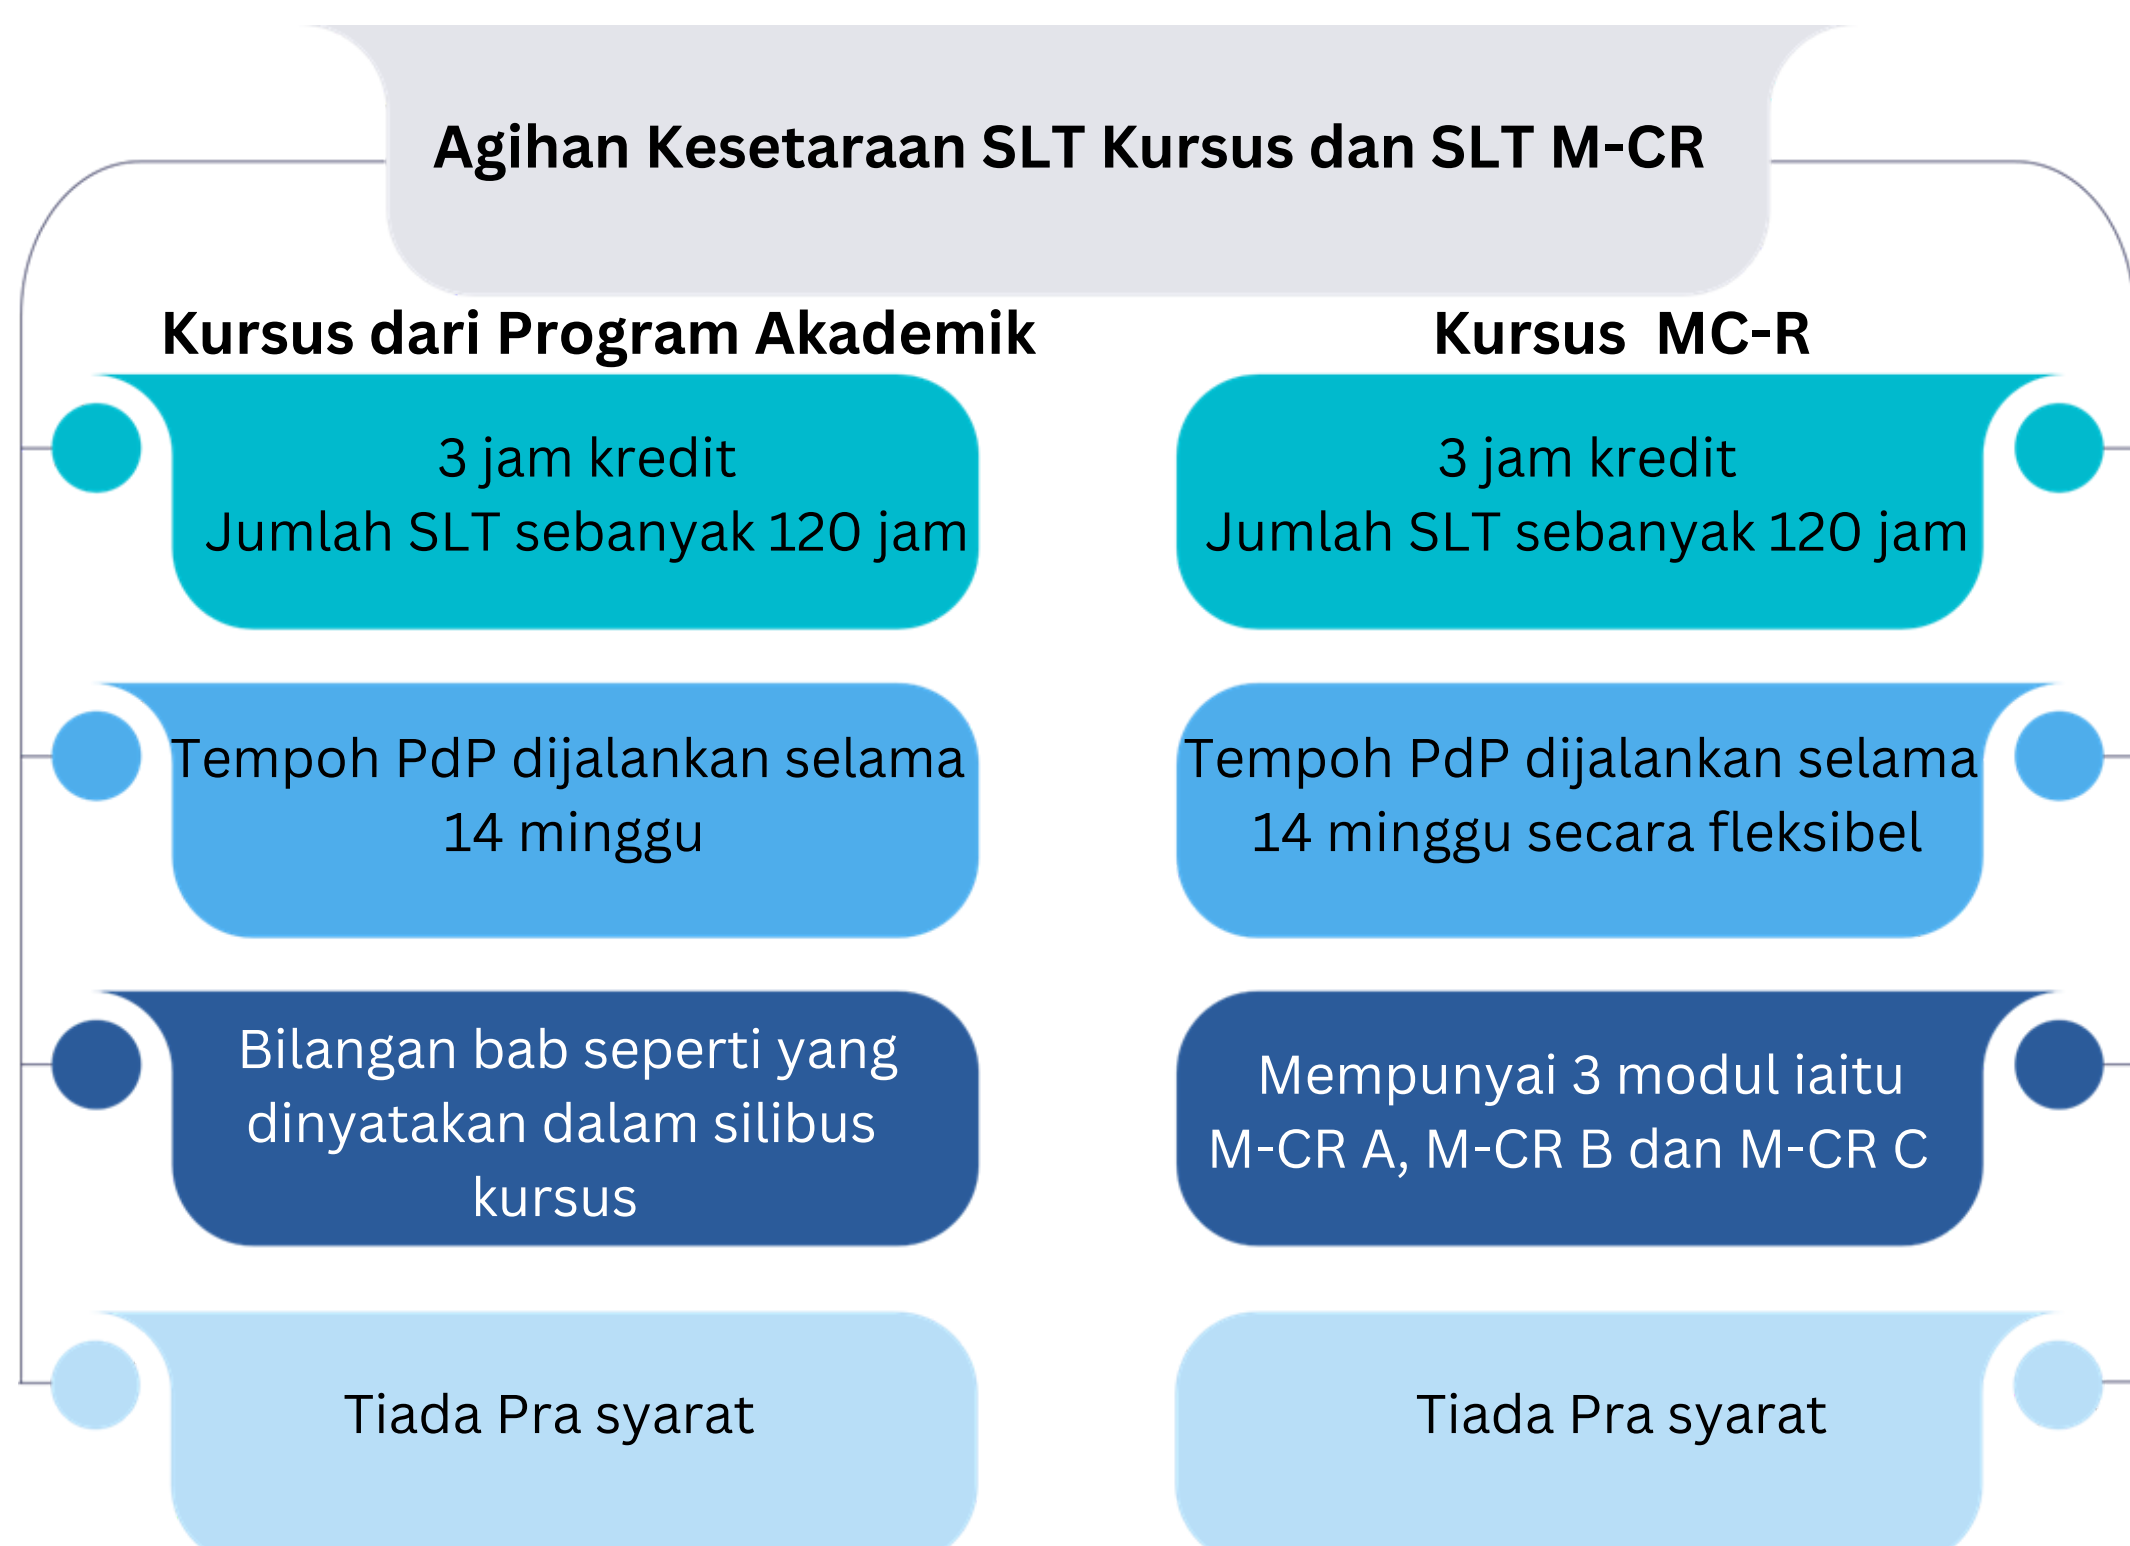 Agihan Kesetaraan SLT Kursus dan SLT M-CR
Kursus dari Program Akademik
3 jam kredit
Jumlah SLT sebanyak 120 jam
Tempoh PdP dijalankan selama
14 minggu
Bilangan bab seperti yang
dinyatakan dalam silibus
kursus
Tiada Pra syarat
Kursus MC-R
3 jam kredit
Jumlah SLT sebanyak 120 jam
Tempoh PdP dijalankan selama
14 minggu secara fleksibel
Mempunyai 3 modul iaitu
M-CR A, M-CR B dan M-CR C
Tiada Pra syarat